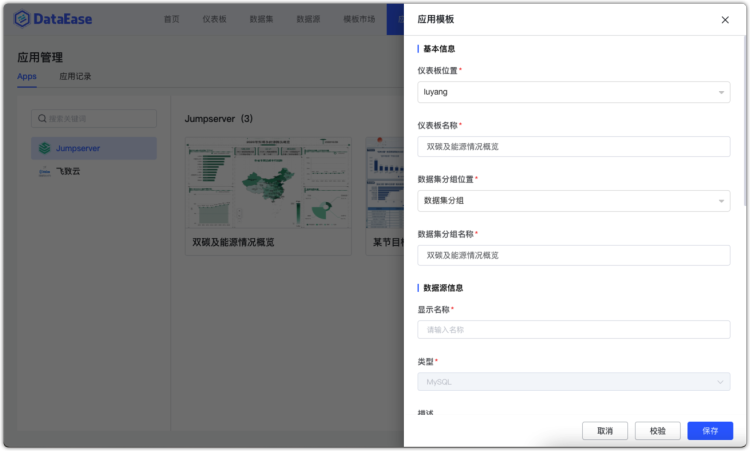 DataEase
首页 仪表板 数据集 数据源 模板市场
应用管理
Apps 应用记录
搜索关键词
Jumpserver
飞致云
Jumpserver（3）
双碳及能源情况概览
某节目
应用模板
基本信息
仪表板位置*
luyang
仪表板名称*
双碳及能源情况概览
数据集分组位置*
数据集分组
数据集分组名称*
双碳及能源情况概览
数据源信息
显示名称*
请输入名称
类型*
MySQL
描述
取消 校验 保存